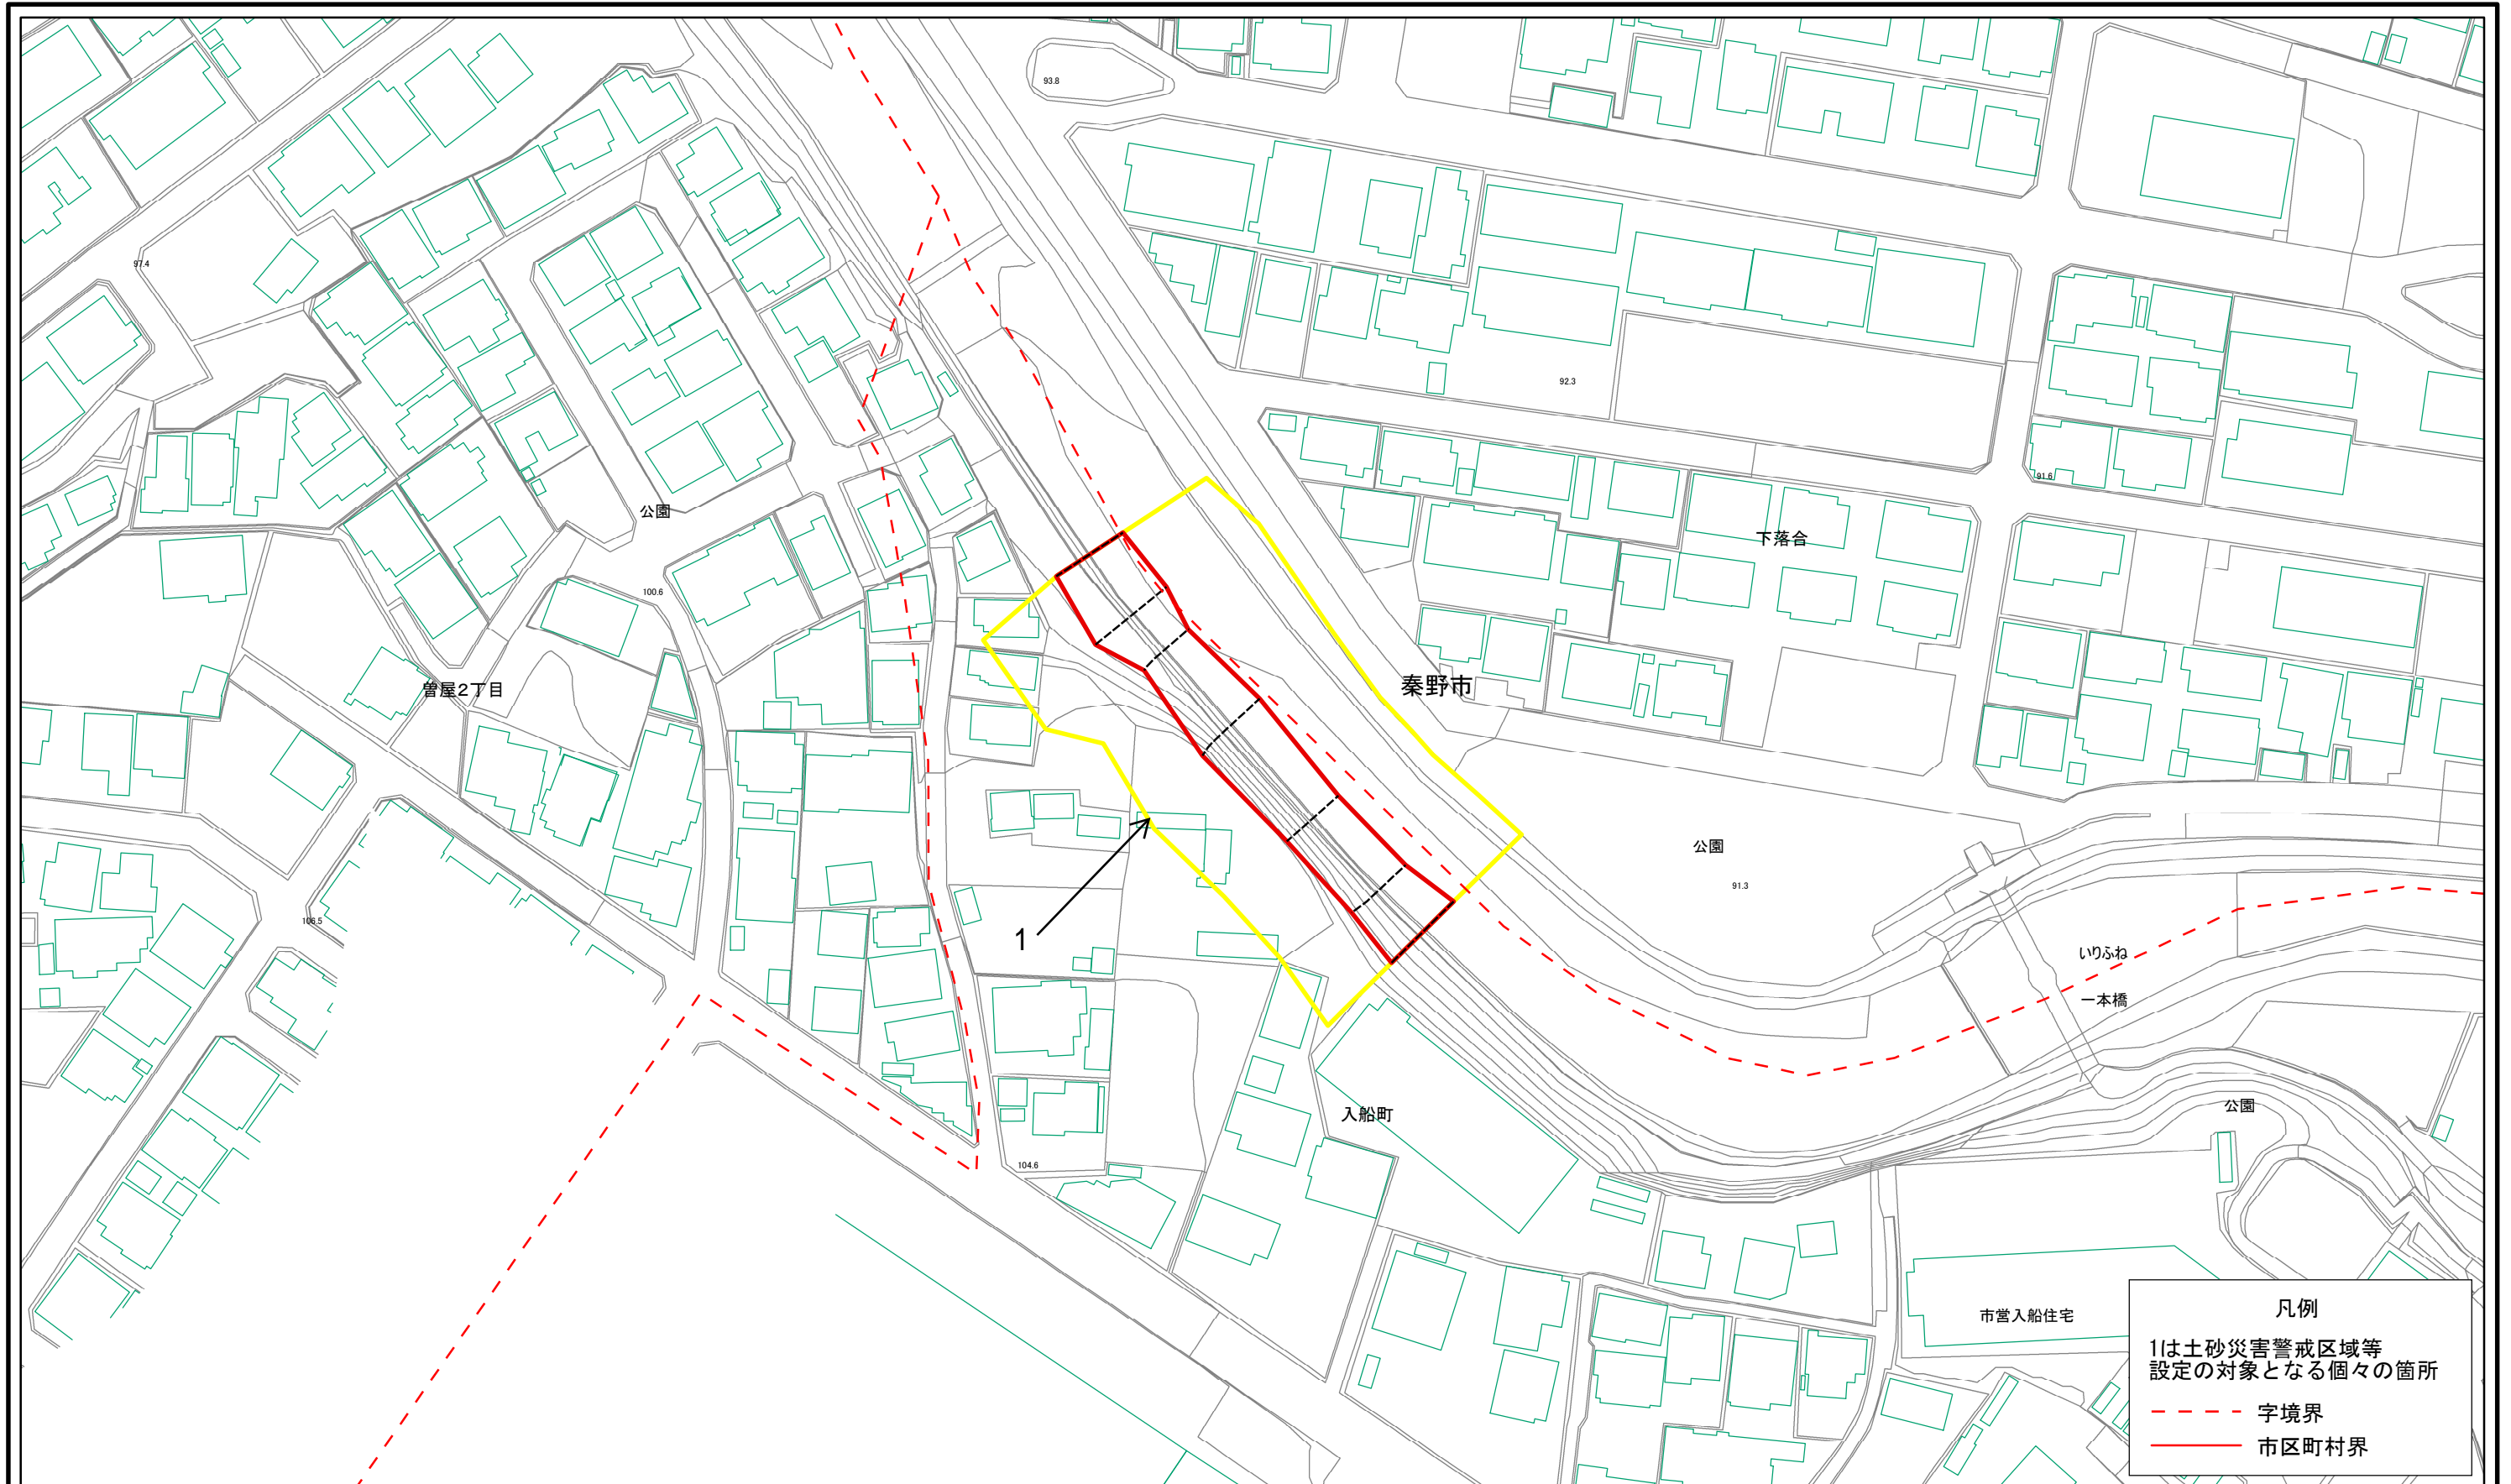 93.8
97.4
92.3
91.6
公園
下落合
100.6
曽屋2丁目
秦野市
公園
91.3
106.5
1
いりふね
一本橋
公園
入船町
104.6
市営入船住宅
凡例
1は土砂災害警戒区域等
設定の対象となる個々の箇所
字境界
市区町村界